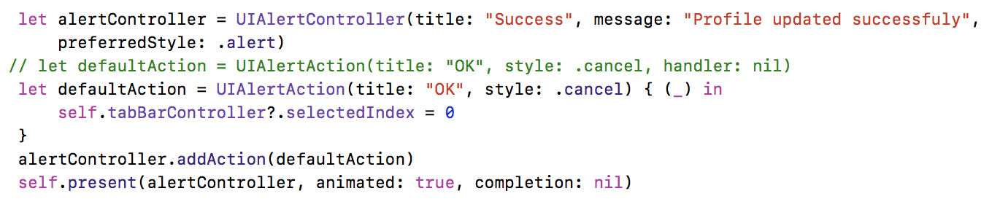 let alertController = UIAlertController(title: "Success", message: "Profile updated successfuly",
preferredStyle: .alert)
// let defaultAction = UIAlertAction(title: "OK", style: .cancel, handler: nil)
let defaultAction = UIAlertAction(title: "OK", style: .cancel) { (_) in
self.tabBarController?.selectedIndex = 0
}
alertController.addAction(defaultAction)
self.present(alertController, animated: true, completion: nil)